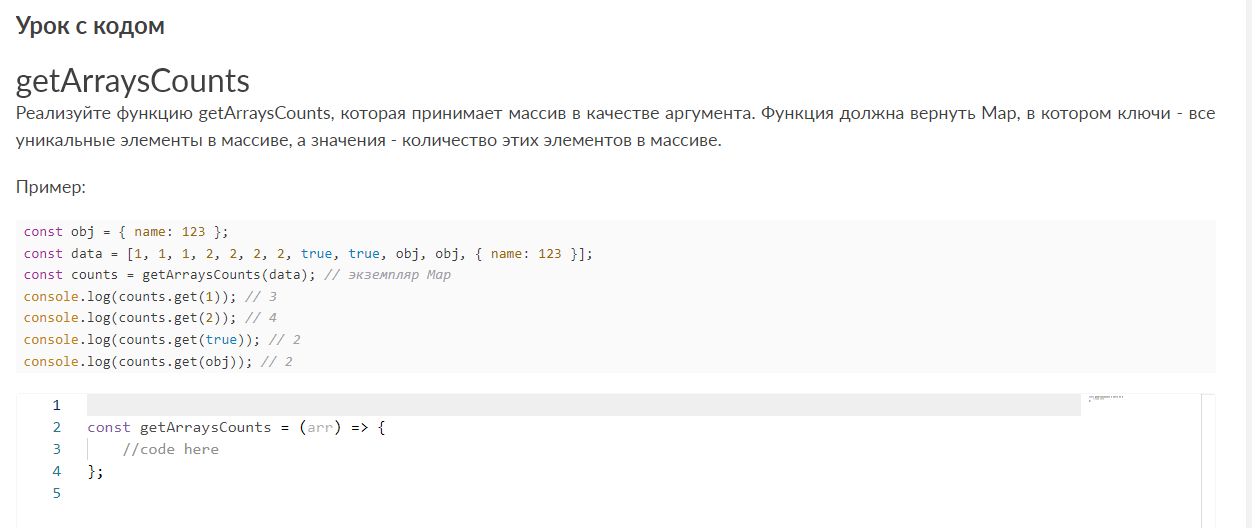 Урок с кодом
getArraysCounts
Реализуйте функцию getArraysCounts, которая принимает массив в качестве аргумента. Функция должна вернуть Map, в котором ключи - все
уникальные элементы в массиве, а значения - количество этих элементов в массиве.
Пример:
const obj = { name: 123 };
const data = [1, 1, 1, 2, 2, 2, 2, true, true, obj, obj, { name: 123 }];
const counts = getArraysCounts(data); // экземпляр Map
console.log(counts.get(1)); // 3
console.log(counts.get(2)); // 4
console.log(counts.get(true)); // 2
console.log(counts.get(obj)); // 2
1
2 const getArraysCounts = (arr) => {
3 //code here
4 };
5